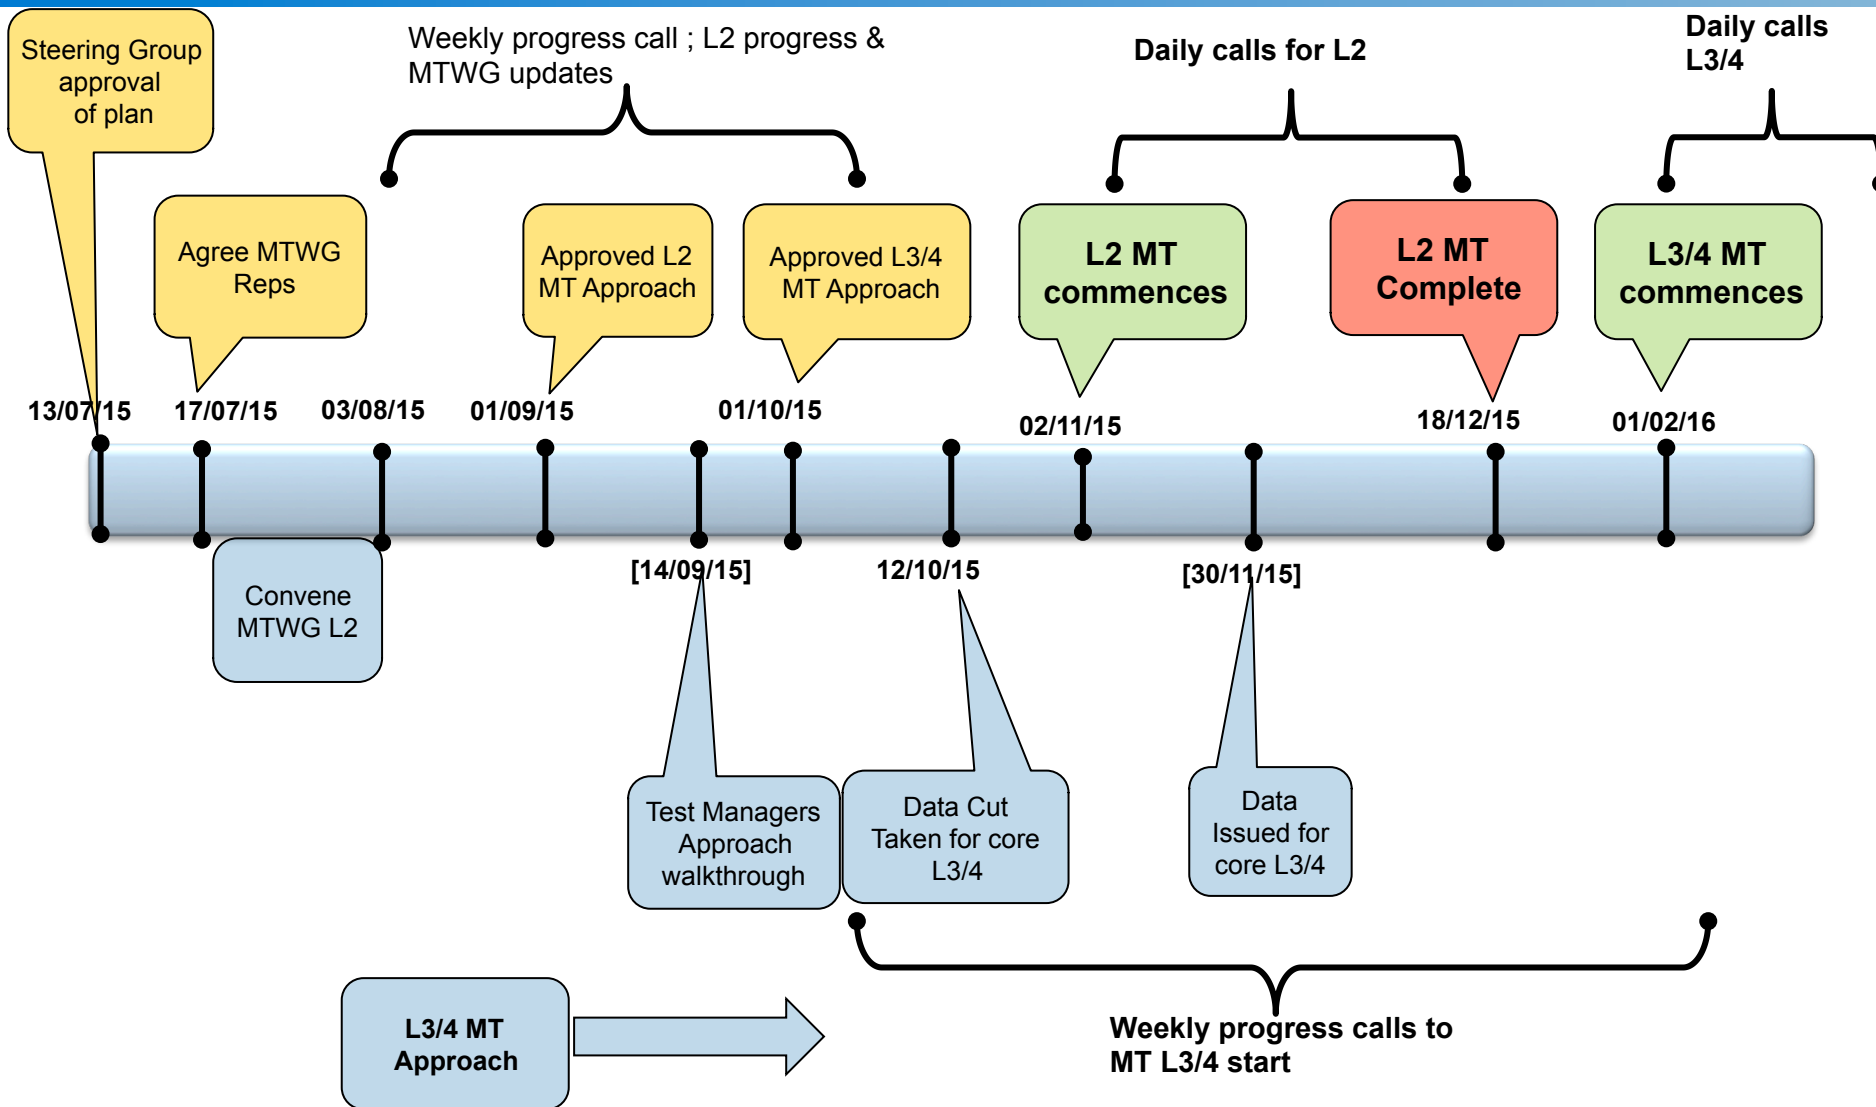 Steering Group
approval
of plan
Weekly progress call ; L2 progress &
MTWG updates
Daily calls for L2
Daily calls
L3/4
Agree MTWG
Reps
Approved L2
MT Approach
Approved L3/4
MT Approach
L2 MT
commences
L2 MT
Complete
L3/4 MT
commences
13/07/15
17/07/15
03/08/15
01/09/15
01/10/15
02/11/15
18/12/15
01/02/16
[14/09/15]
12/10/15
[30/11/15]
Convene
MTWG L2
Test Managers
Approach
walkthrough
Data Cut
Taken for core
L3/4
Data
Issued for
core L3/4
L3/4 MT
Approach
Weekly progress calls to
MT L3/4 start